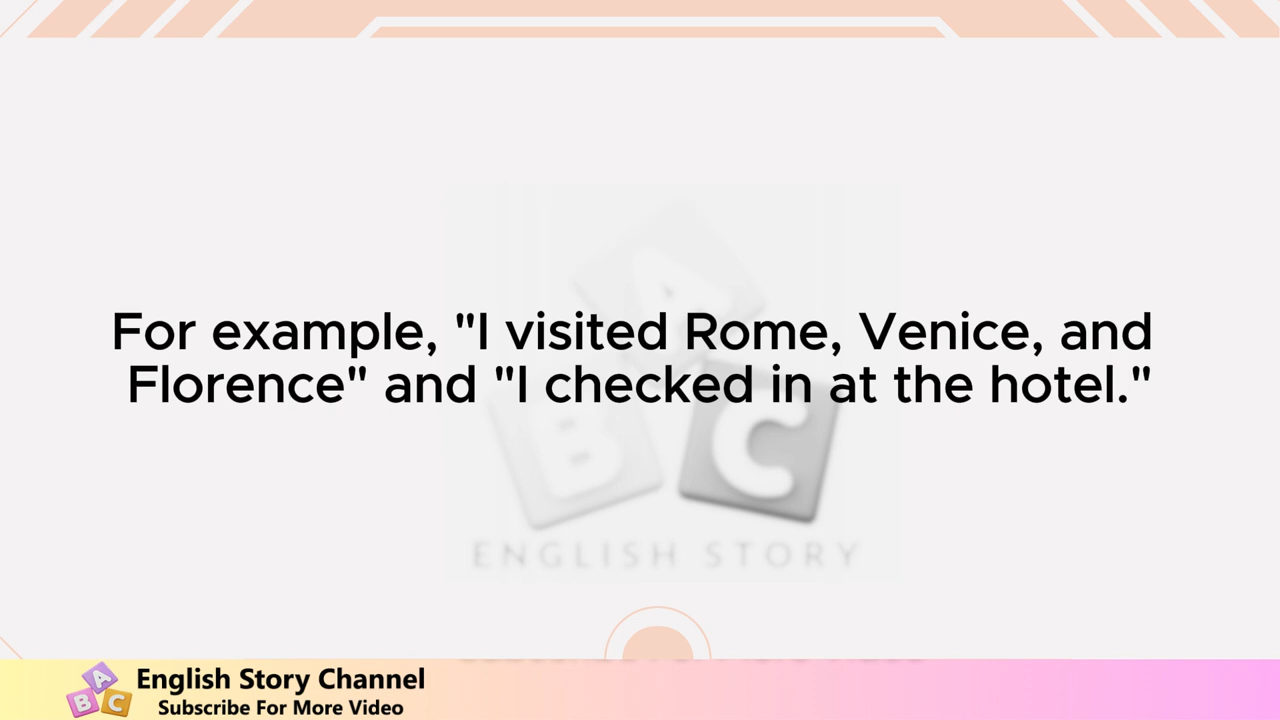 For example, "I visited Rome, Venice, and
Florence" and "I checked in at the hotel."
A
B C
ENGLISH STORY
A
B C
English Story Channel
Subscribe For More Video